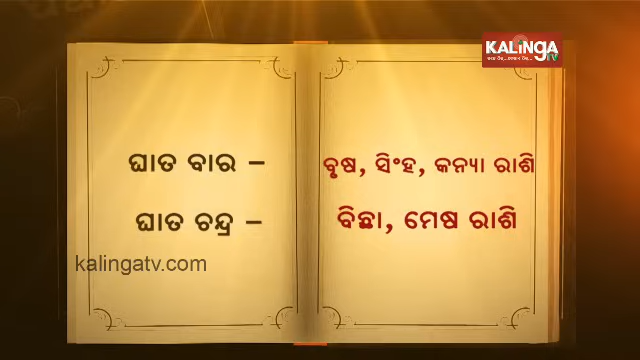 KALINGA
TV
ଘାତ ବାର – ବୃଷ, ସିଂହ, କନ୍ୟା ରାଶି
ଘାତ ଚନ୍ଦ୍ର – ବିଛା, ମେଷ ରାଶି
kalingatv.com